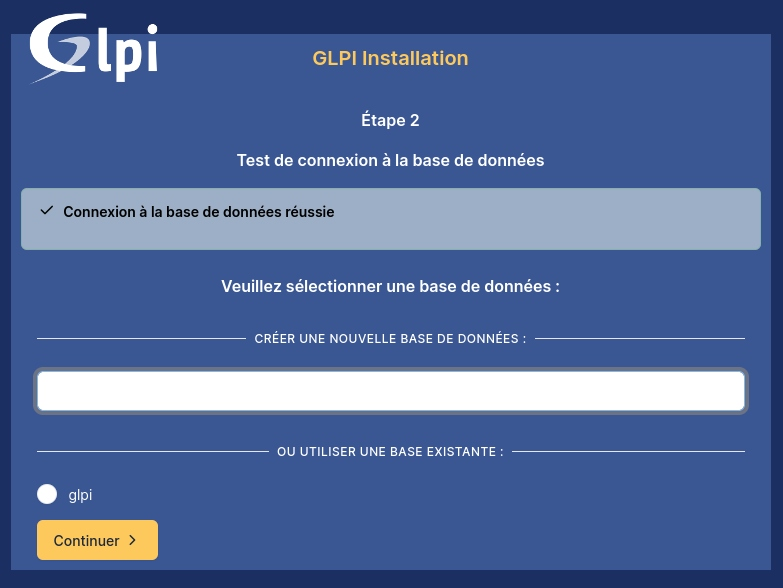 Glpi
GLPI Installation
Étape 2
Test de connexion à la base de données
Connexion à la base de données réussie
Veuillez sélectionner une base de données :
CRÉER UNE NOUVELLE BASE DE DONNÉES :
OU UTILISER UNE BASE EXISTANTE :
glpi
Continuer